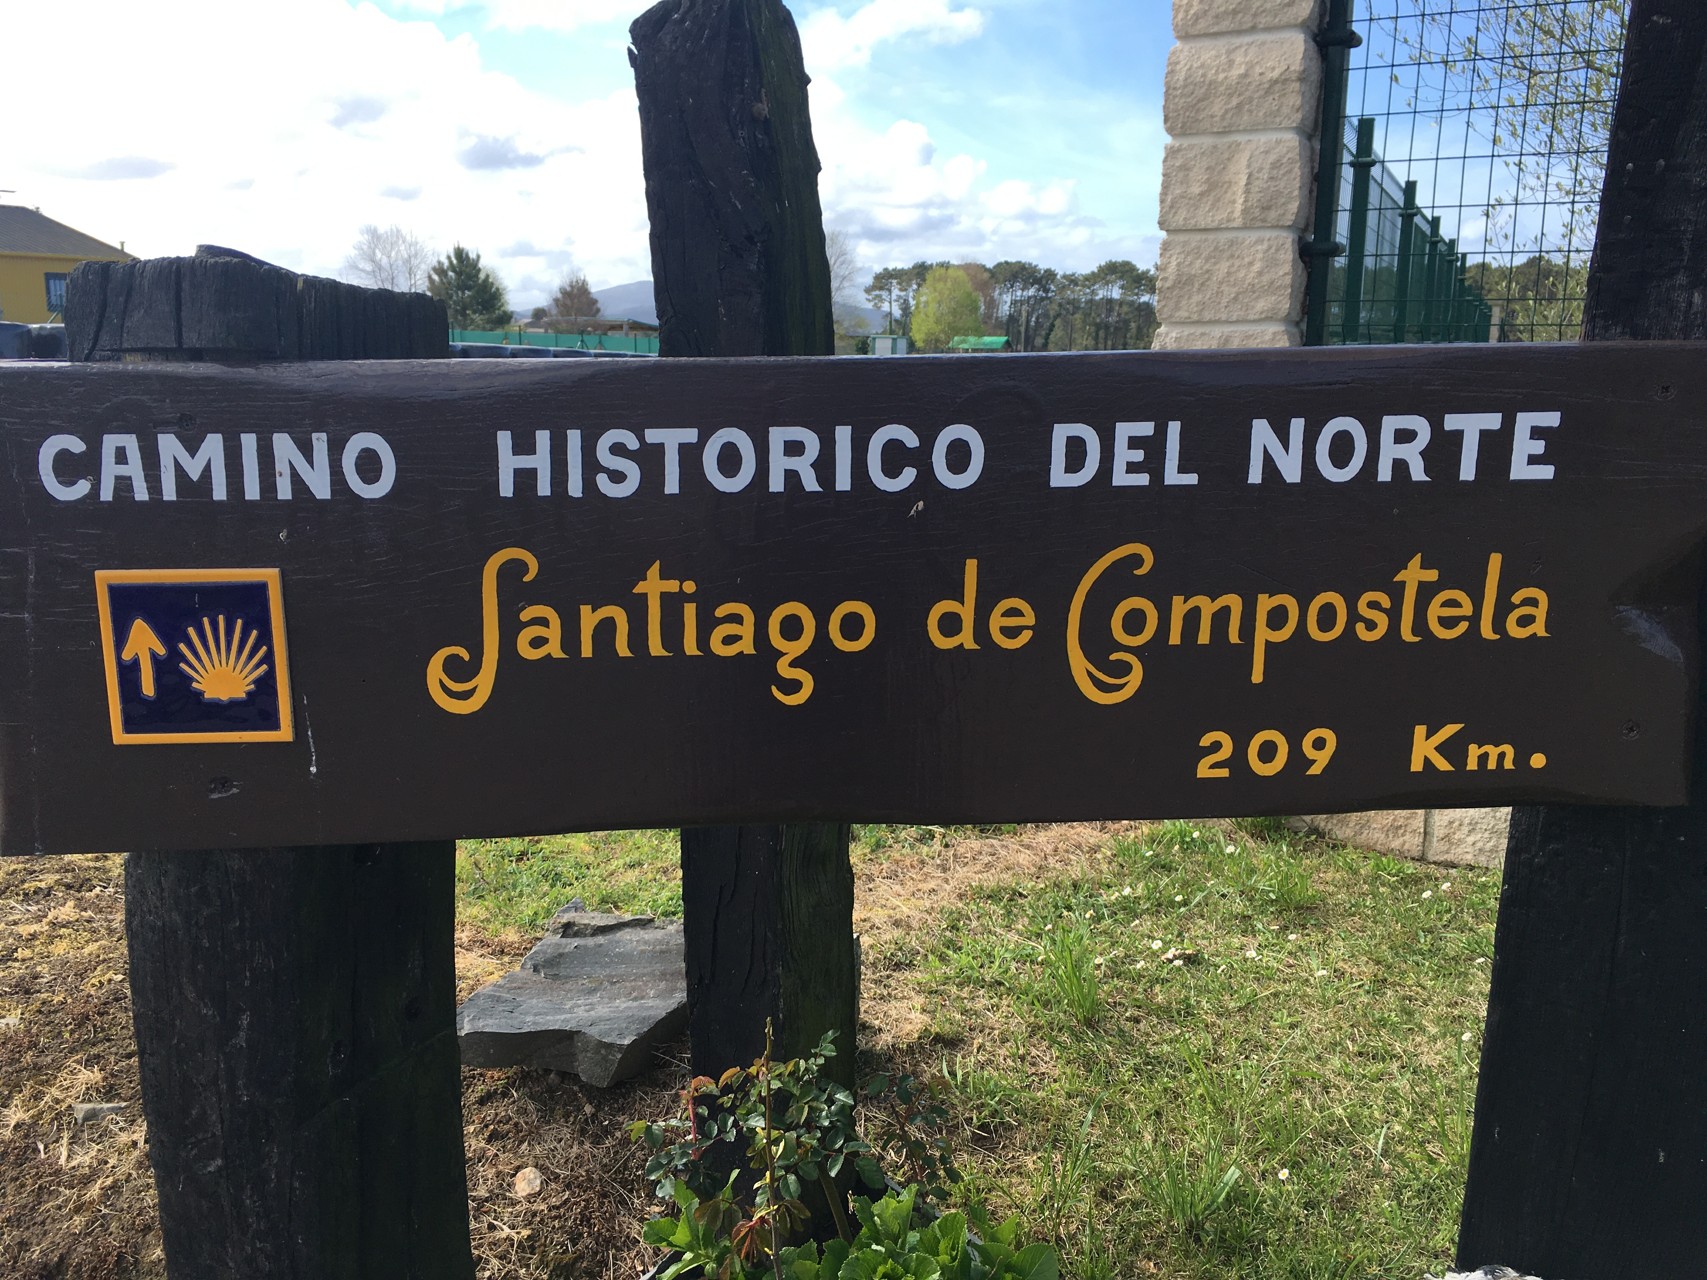 CAMINO HISTORICO DEL NORTE
Santiago de Compostela
209 Km.